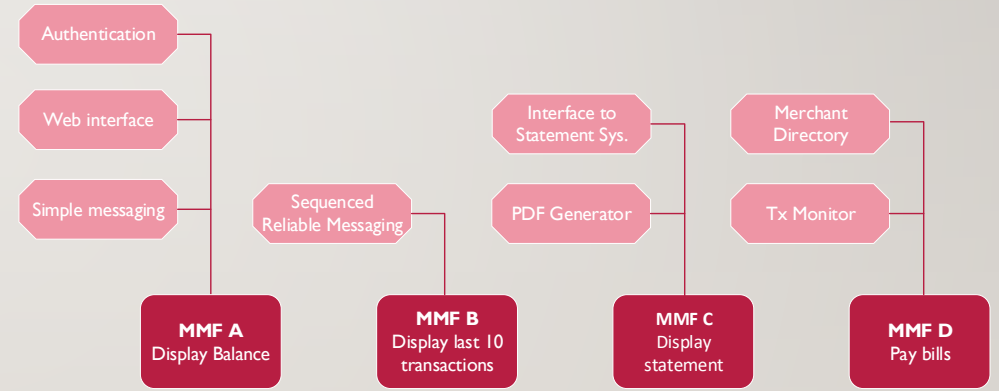 Authentication
Web interface
Simple messaging
Sequenced
Reliable Messaging
Interface to
Statement Sys.
PDF Generator
Merchant
Directory
Tx Monitor
MMF A
Display Balance
MMF B
Display last 10
transactions
MMF C
Display
statement
MMF D
Pay bills